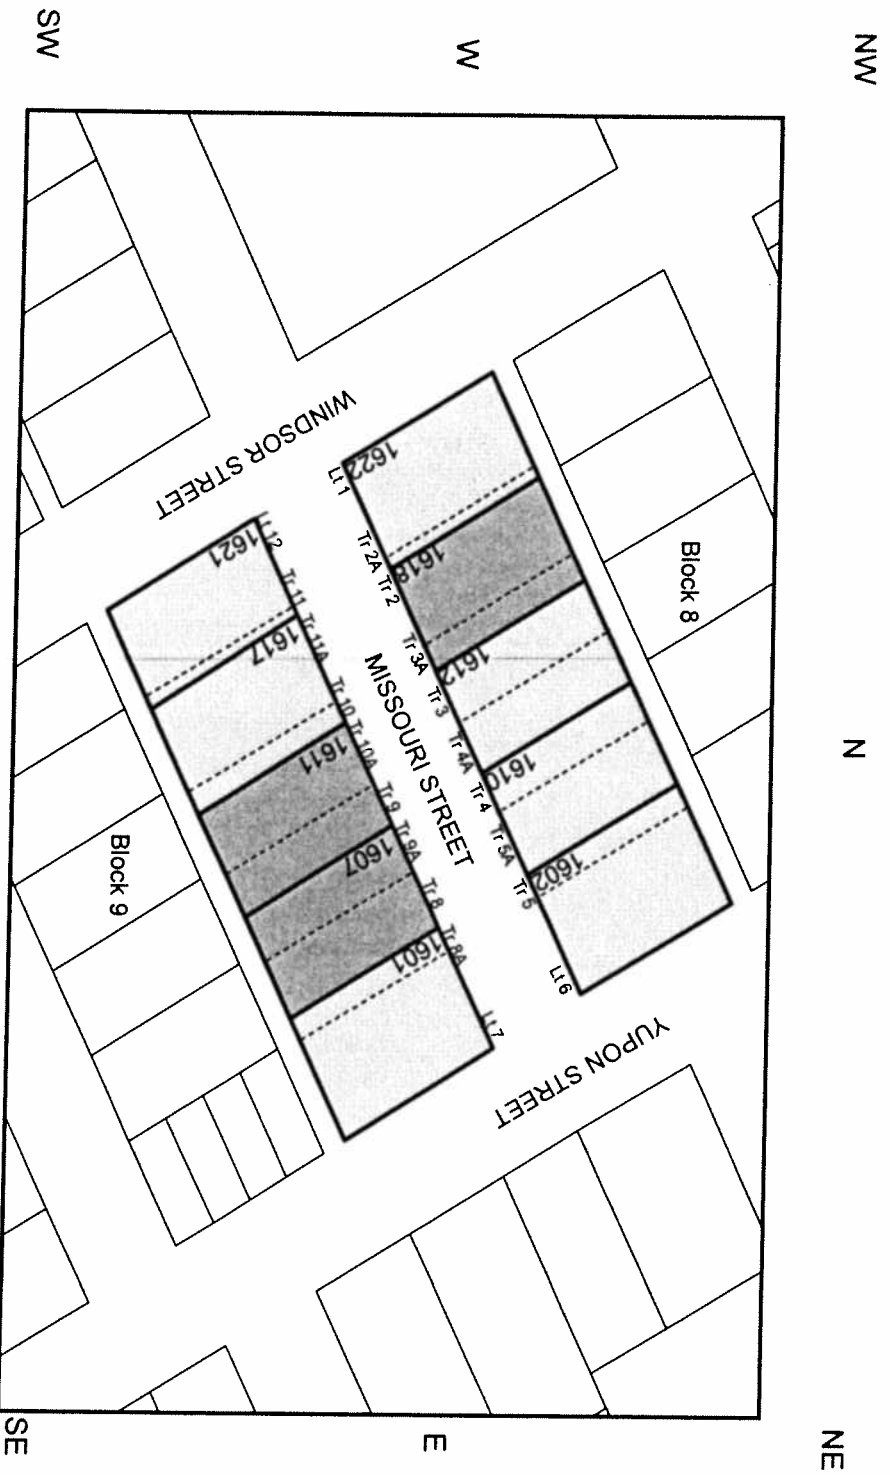 NW
N
NE
W
E
SW
SE
Block 8
1622
1618
1612
1610
1602
Lt 1
Tr 2A
Tr 2
Tr 3A
Tr 3
Tr 4A
Tr 4
Tr 5A
Tr 5
Lt 6
WINDSOR STREET
MISSOURI STREET
YUPON STREET
Lt 12
Tr 11
Tr 11A
Tr 10
Tr 10A
Tr 9
Tr 9A
Tr 8
Tr 8A
Lt 7
1621
1617
1611
1607
1601
Block 9